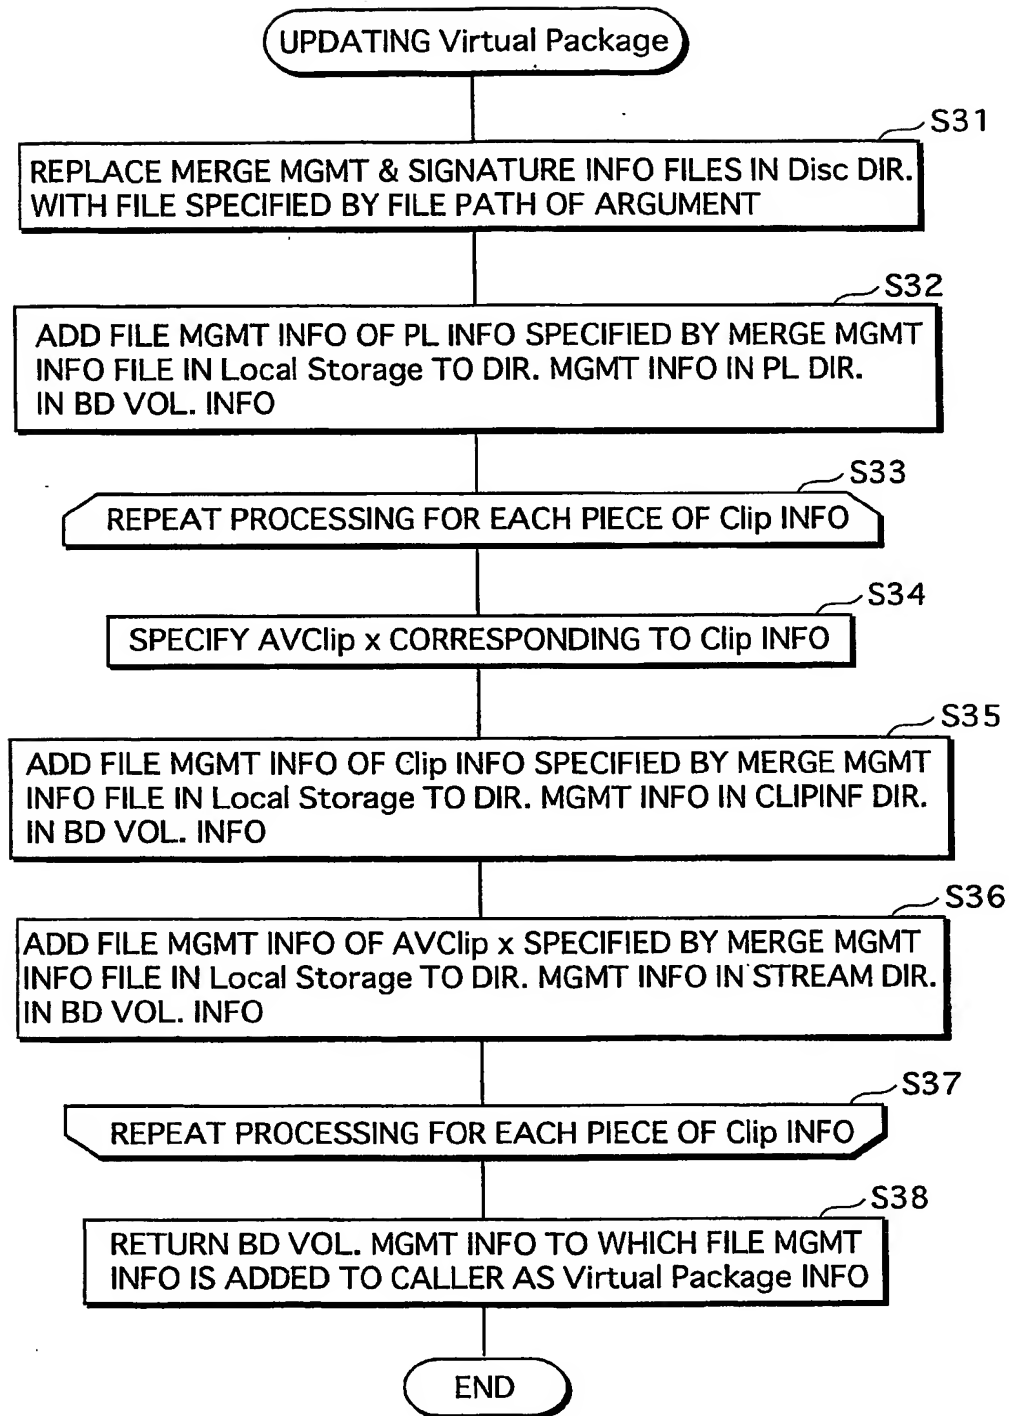 UPDATING Virtual Package
S31
REPLACE MERGE MGMT & SIGNATURE INFO FILES IN Disc DIR.
WITH FILE SPECIFIED BY FILE PATH OF ARGUMENT
S32
ADD FILE MGMT INFO OF PL INFO SPECIFIED BY MERGE MGMT
INFO FILE IN Local Storage TO DIR. MGMT INFO IN PL DIR.
IN BD VOL. INFO
S33
REPEAT PROCESSING FOR EACH PIECE OF Clip INFO
S34
SPECIFY AVClip x CORRESPONDING TO Clip INFO
S35
ADD FILE MGMT INFO OF Clip INFO SPECIFIED BY MERGE MGMT
INFO FILE IN Local Storage TO DIR. MGMT INFO IN CLIPINF DIR.
IN BD VOL. INFO
S36
ADD FILE MGMT INFO OF AVClip x SPECIFIED BY MERGE MGMT
INFO FILE IN Local Storage TO DIR. MGMT INFO IN STREAM DIR.
IN BD VOL. INFO
S37
REPEAT PROCESSING FOR EACH PIECE OF Clip INFO
S38
RETURN BD VOL. MGMT INFO TO WHICH FILE MGMT
INFO IS ADDED TO CALLER AS Virtual Package INFO
END